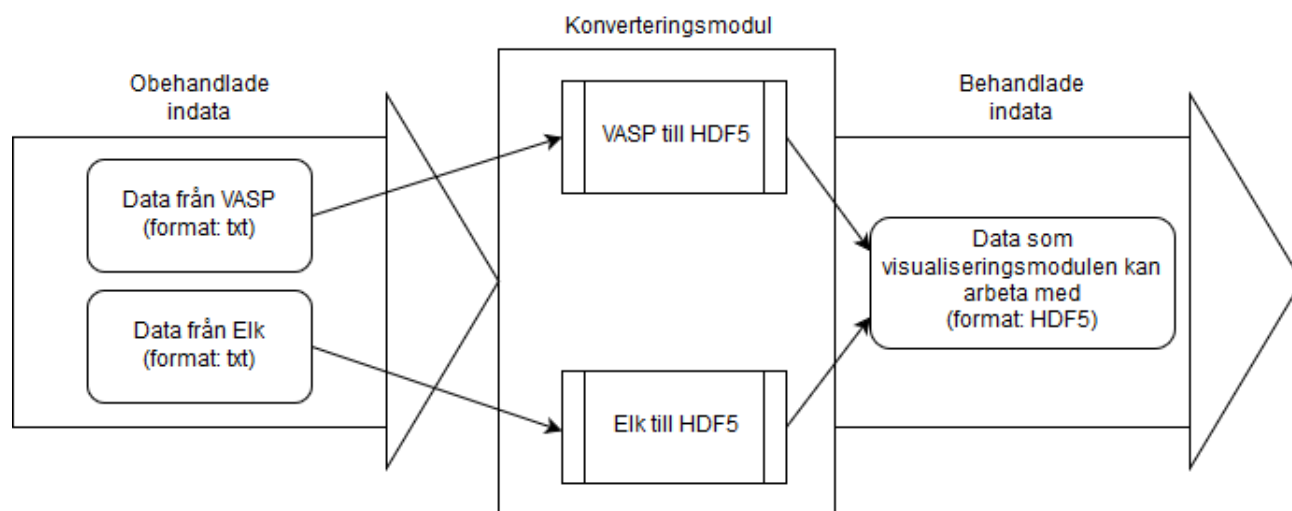 Konverteringsmodul
Obehandlade
indata
Behandlade
indata
Data från VASP
(format: txt)
Data från Elk
(format: txt)
VASP till HDF5
Elk till HDF5
Data som
visualiseringsmodulen kan
arbeta med
(format: HDF5)